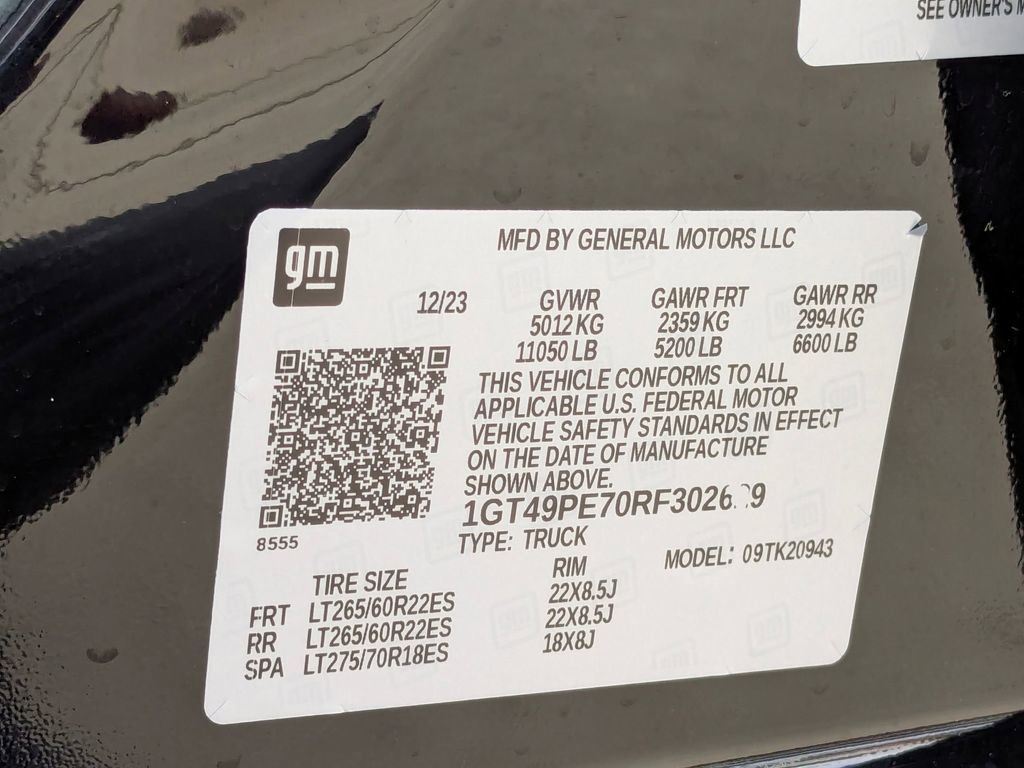 SEE OWNER'S
gm
MFD BY GENERAL MOTORS LLC
12/23 GVWR GAWR FRT GAWR RR
5012 KG 2359 KG 2994 KG
11050 LB 5200 LB 6600 LB
THIS VEHICLE CONFORMS TO ALL
APPLICABLE U.S. FEDERAL MOTOR
VEHICLE SAFETY STANDARDS IN EFFECT
ON THE DATE OF MANUFACTURE
SHOWN ABOVE.
8555
TYPE: TRUCK MODEL: 09TK20943
TIRE SIZE RIM
FRT LT265/60R22ES 22X8.5J
RR LT265/60R22ES 22X8.5J
SPA LT275/70R18ES 18X8J